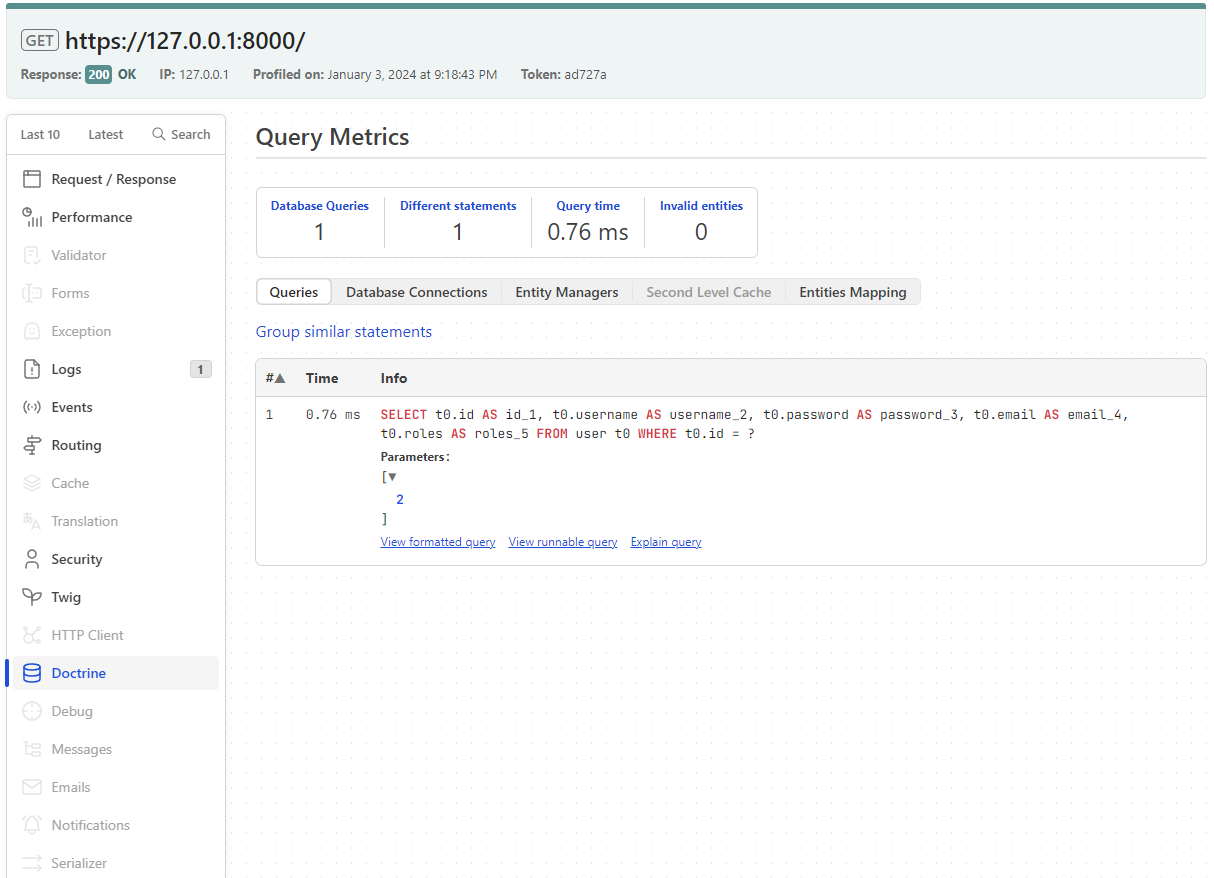 GET https://127.0.0.1:8000/
Response: 200 OK IP: 127.0.0.1 Profiled on: January 3, 2024 at 9:18:43 PM Token: ad727a
Last 10 Latest Search
Request / Response
Performance
Validator
Forms
Exception
Logs 1
Events
Routing
Cache
Translation
Security
Twig
HTTP Client
Doctrine
Debug
Messages
Emails
Notifications
Serializer
Query Metrics
Database Queries Different statements Query time Invalid entities
1 1 0.76 ms 0
Queries Database Connections Entity Managers Second Level Cache Entities Mapping
Group similar statements
#▲ Time Info
1 0.76 ms SELECT t0.id AS id_1, t0.username AS username_2, t0.password AS password_3, t0.email AS email_4,
t0.roles AS roles_5 FROM user t0 WHERE t0.id = ?
Parameters:
[▼
2
]
View formatted query View runnable query Explain query